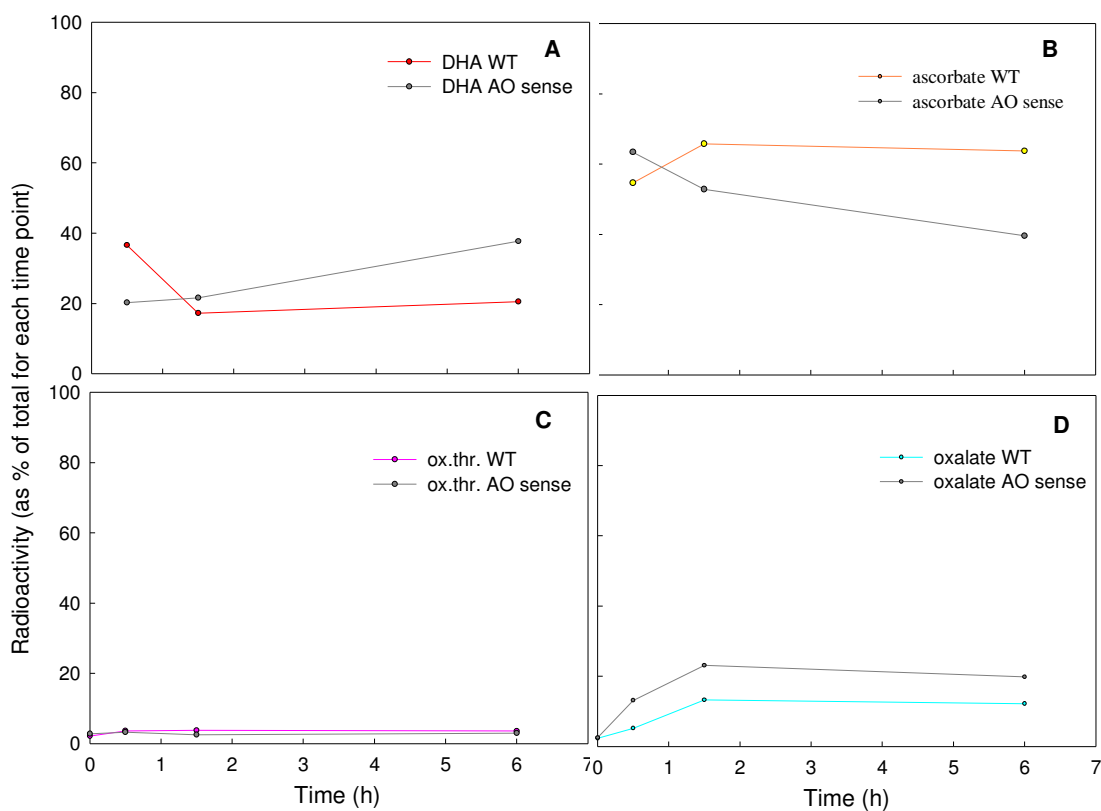 Radioactivity (as % of total for each time point)
100
80
60
40
20
0
A
DHA WT
DHA AO sense
B
ascorbate WT
ascorbate AO sense
100
80
60
40
20
0
C
ox.thr. WT
ox.thr. AO sense
0 1 2 3 4 5 6
Time (h)
D
oxalate WT
oxalate AO sense
7 0 1 2 3 4 5 6 7
Time (h)